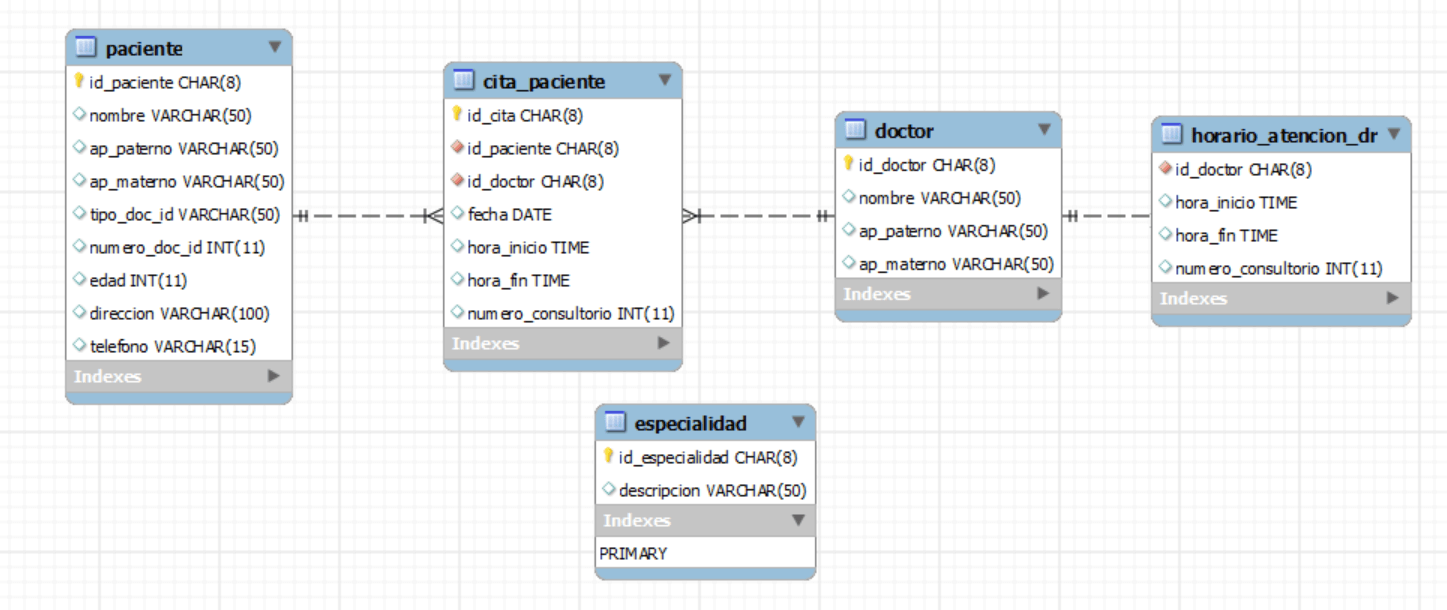 paciente
id_paciente CHAR(8)
nombre VARCHAR(50)
ap_paterno VARCHAR(50)
ap_materno VARCHAR(50)
tipo_doc_id VARCHAR(50)
numero_doc_id INT(11)
edad INT(11)
direccion VARCHAR(100)
telefono VARCHAR(15)
Indexes
cita_paciente
id_cita CHAR(8)
id_paciente CHAR(8)
id_doctor CHAR(8)
fecha DATE
hora_inicio TIME
hora_fin TIME
numero_consultorio INT(11)
Indexes
doctor
id_doctor CHAR(8)
nombre VARCHAR(50)
ap_paterno VARCHAR(50)
ap_materno VARCHAR(50)
Indexes
horario_atencion_dr
id_doctor CHAR(8)
hora_inicio TIME
hora_fin TIME
numero_consultorio INT(11)
Indexes
especialidad
id_especialidad CHAR(8)
descripcion VARCHAR(50)
Indexes
PRIMARY